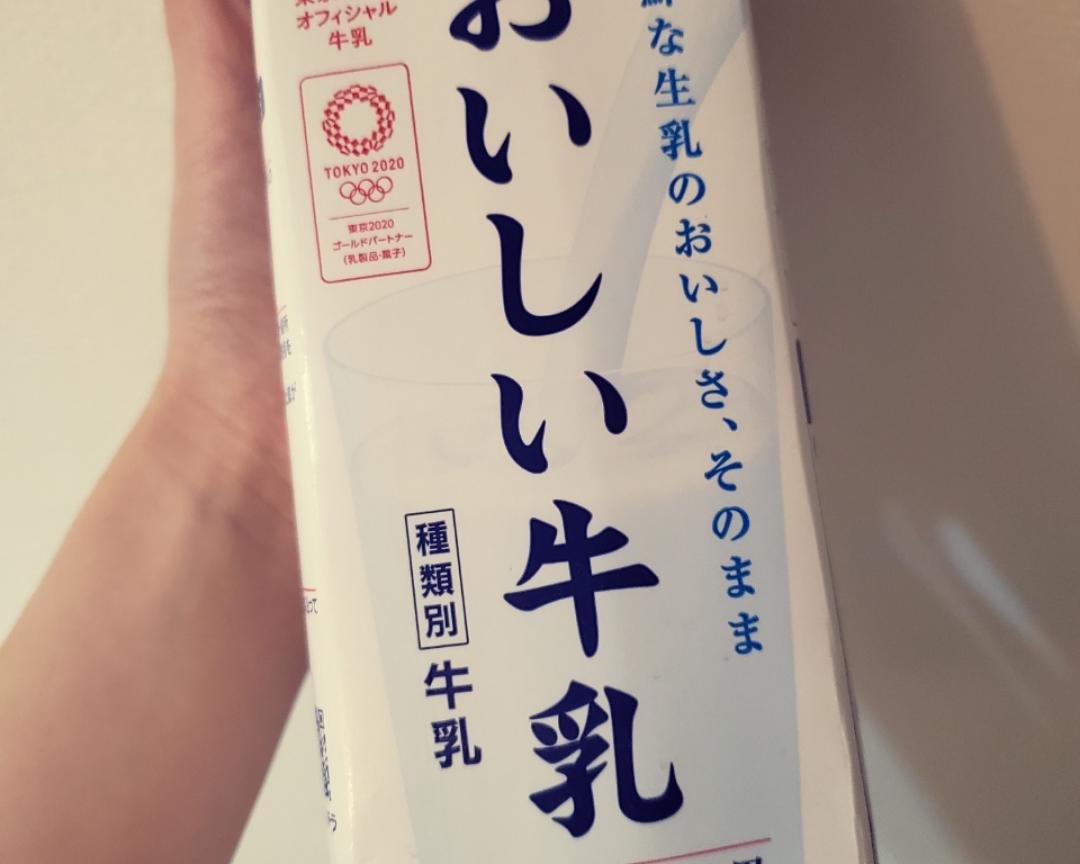 オフィシャル
牛乳
TOKYO 2020
東京2020
ゴールドパートナー
(乳製品・菓子)
な生乳のおいしさ、そのまま
おいしい牛乳
種類別
牛乳